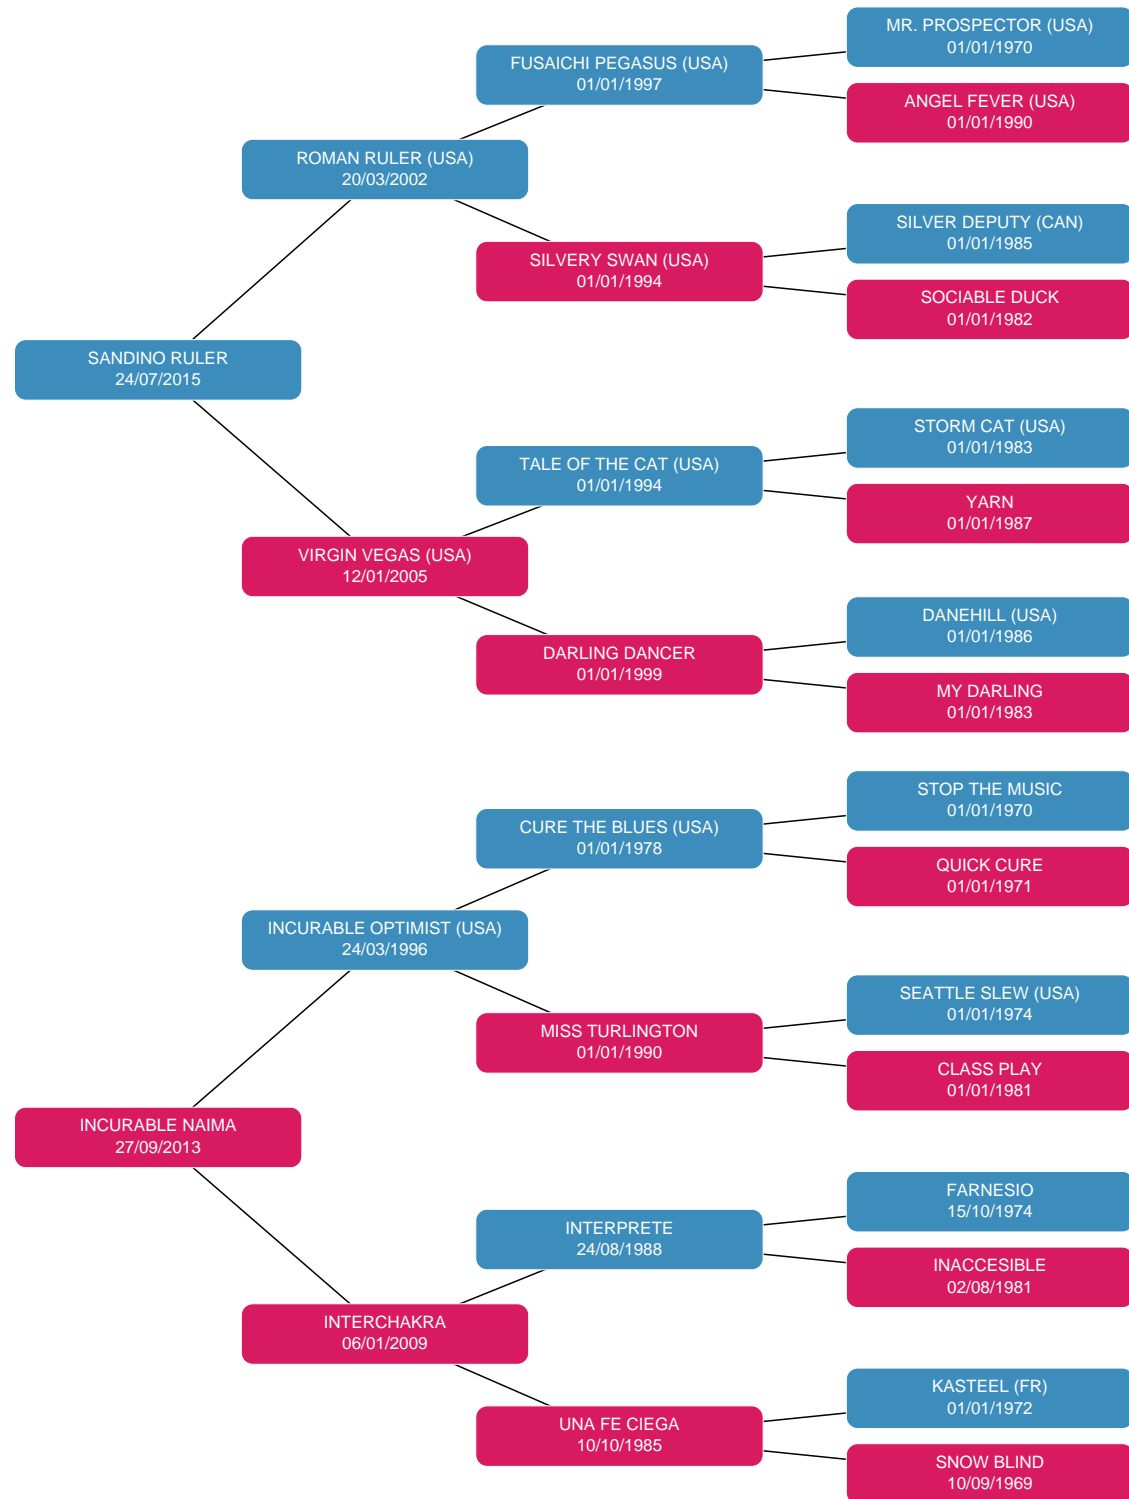 MR. PROSPECTOR (USA)
01/01/1970
FUSAICHI PEGASUS (USA)
01/01/1997
ANGEL FEVER (USA)
01/01/1990
ROMAN RULER (USA)
20/03/2002
SILVER DEPUTY (CAN)
01/01/1985
SILVERY SWAN (USA)
01/01/1994
SOCIABLE DUCK
01/01/1982
SANDINO RULER
24/07/2015
STORM CAT (USA)
01/01/1983
TALE OF THE CAT (USA)
01/01/1994
YARN
01/01/1987
VIRGIN VEGAS (USA)
12/01/2005
DANEHILL (USA)
01/01/1986
DARLING DANCER
01/01/1999
MY DARLING
01/01/1983
STOP THE MUSIC
01/01/1970
CURE THE BLUES (USA)
01/01/1978
QUICK CURE
01/01/1971
INCURABLE OPTIMIST (USA)
24/03/1996
SEATTLE SLEW (USA)
01/01/1974
MISS TURLINGTON
01/01/1990
CLASS PLAY
01/01/1981
INCURABLE NAIMA
27/09/2013
FARNESIO
15/10/1974
INTERPRETE
24/08/1988
INACCESIBLE
02/08/1981
INTERCHAKRA
06/01/2009
KASTEEL (FR)
01/01/1972
UNA FE CIEGA
10/10/1985
SNOW BLIND
10/09/1969